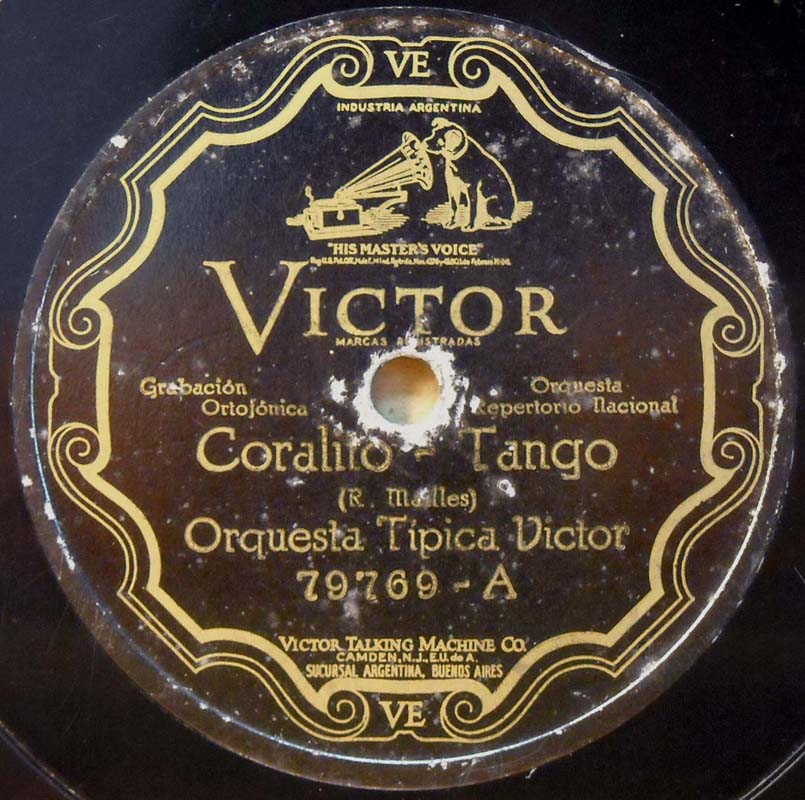 VE
INDUSTRIA ARGENTINA
"HIS MASTER'S VOICE"
VICTOR
MARCAS REGISTRADAS
Grabación
Ortofónica
Orquesta
Repertorio Nacional
Coralito - Tango
(R. Mailles)
Orquesta Típica Victor
79769 - A
VICTOR TALKING MACHINE CO.
CAMDEN, N.J., E.U. de A.
SUCURSAL ARGENTINA, BUENOS AIRES
VE